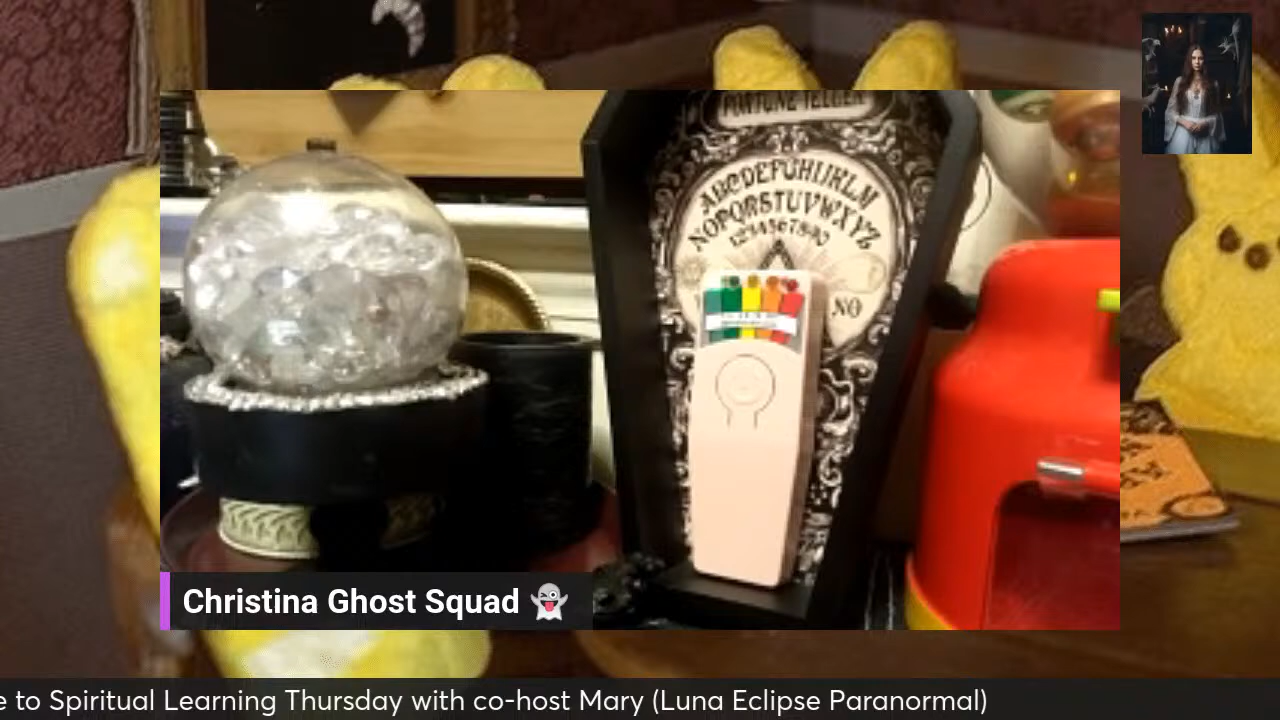 FORTUNE TELLER
ABCDEFGHIJKLM
NOPQRSTUVWXYZ
1234567890
NO
Christina Ghost Squad 👻
e to Spiritual Learning Thursday with co-host Mary (Luna Eclipse Paranormal)